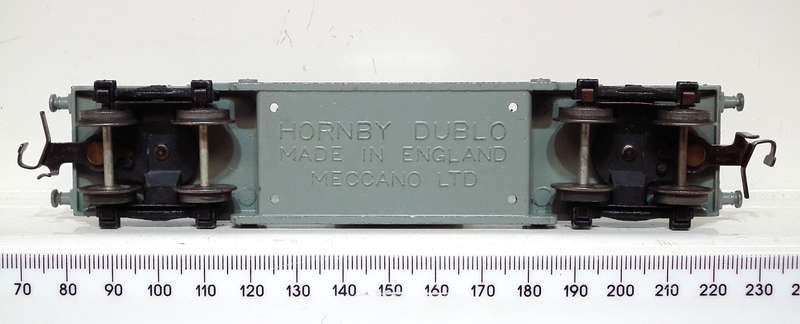 HORNBY DUBLO
MADE IN ENGLAND
MECCANO LTD
70 80 90 100 110 120 130 140 150 160 170 180 190 200 210 220 230